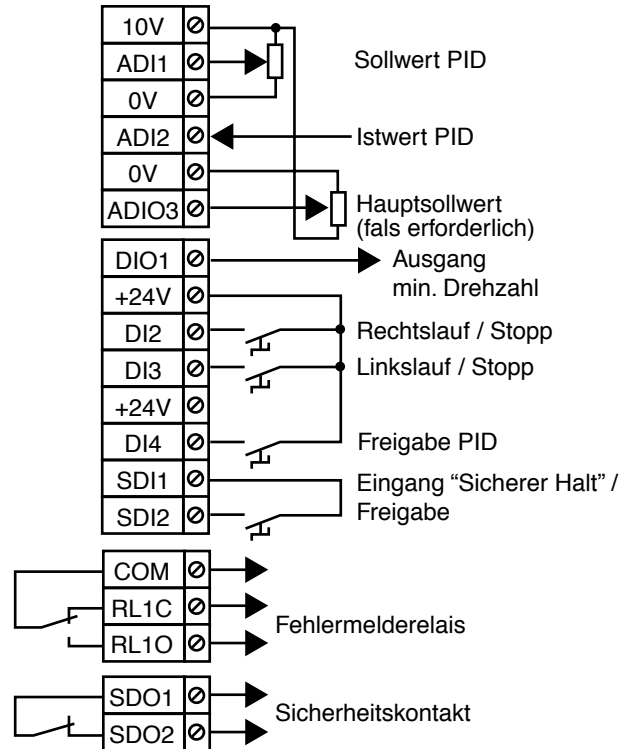 10V
ADI1
Sollwert PID
0V
ADI2
Istwert PID
0V
ADIO3
Hauptsollwert
(fals erforderlich)
DIO1
Ausgang
min. Drehzahl
+24V
DI2
Rechtslauf / Stopp
DI3
Linkslauf / Stopp
+24V
DI4
Freigabe PID
SDI1
Eingang “Sicherer Halt” /
SDI2
Freigabe
COM
RL1C
Fehlermelderelais
RL1O
SDO1
Sicherheitskontakt
SDO2